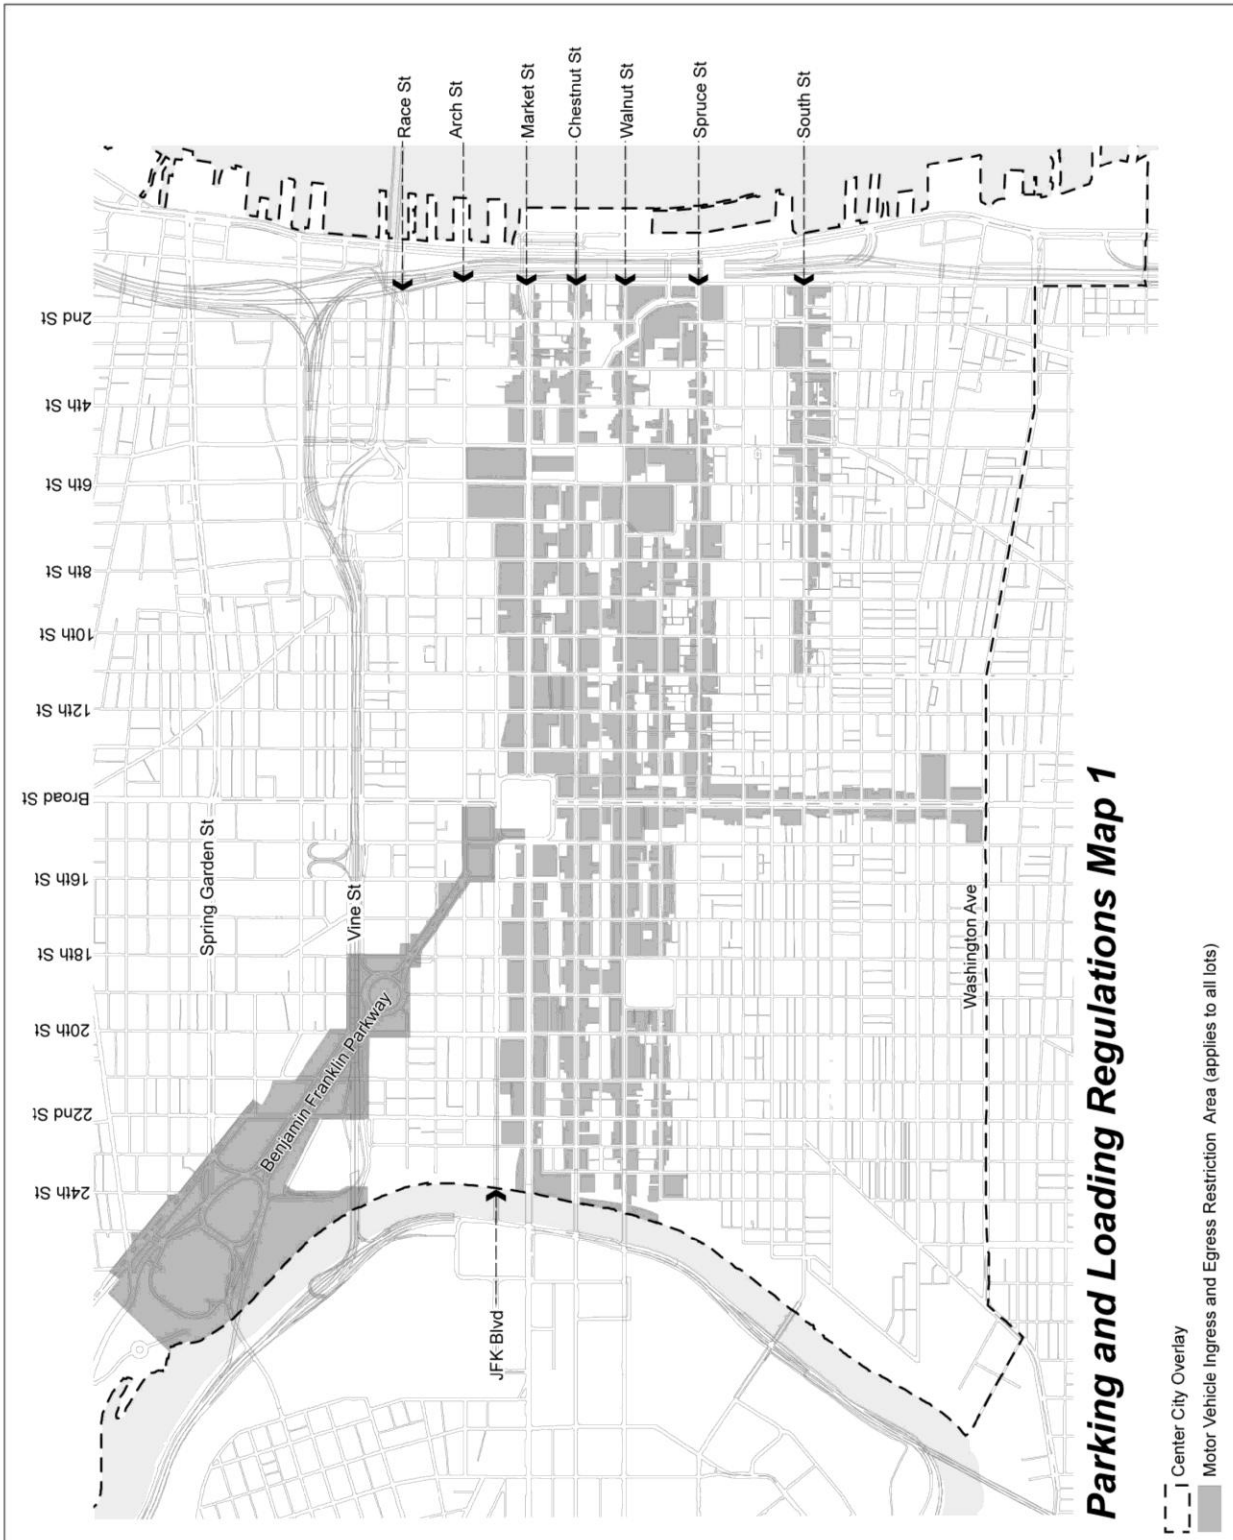 Race St
Arch St
Market St
Chestnut St
Walnut St
Spruce St
South St
2nd St
4th St
6th St
8th St
10th St
12th St
Broad St
16th St
18th St
20th St
22nd St
24th St
Spring Garden St
Vine St
Benjamin Franklin Parkway
Washington Ave
JFK Blvd
Parking and Loading Regulations Map 1
Center City Overlay
Motor Vehicle Ingress and Egress Restriction Area (applies to all lots)